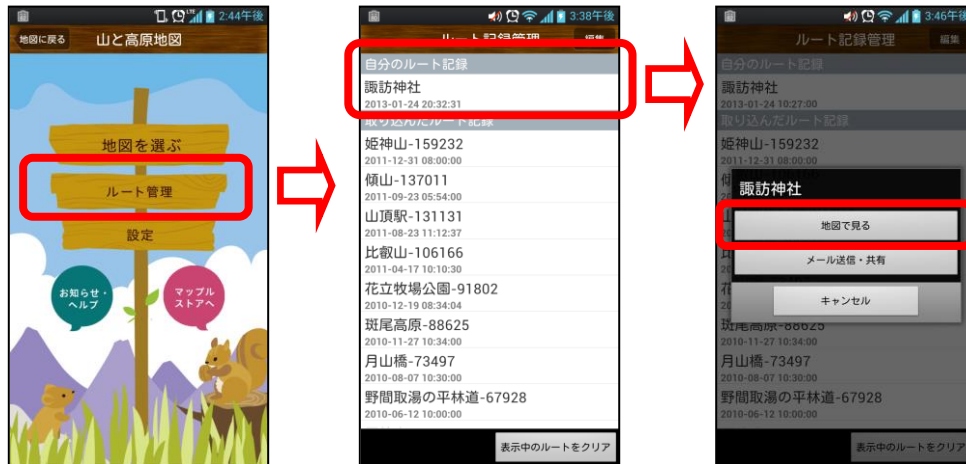 2:44午後
地図に戻る
山と高原地図
地図を選ぶ
ルート管理
設定
お知らせ・
ヘルプ
マップル
ストアへ
3:38午後
ルート記録管理
編集
自分のルート記録
諏訪神社
2013-01-24 20:32:31
取り込んだルート記録
姫神山-159232
2011-12-31 08:00:00
傾山-137011
2011-09-23 05:54:00
山頂駅-131131
2011-08-23 11:12:37
比叡山-106166
2011-04-17 10:10:30
花立牧場公園-91802
2010-12-19 08:34:04
斑尾高原-88625
2010-11-27 10:34:00
月山橋-73497
2010-08-07 10:30:00
野間取湯の平林道-67928
2010-06-12 10:00:00
表示中のルートをクリア
3:46午後
ルート記録管理
編集
自分のルート記録
諏訪神社
2013-01-24 10:27:00
取り込んだルート記録
姫神山-159232
2011-12-31 08:00:00
諏訪神社
地図で見る
メール送信・共有
キャンセル
斑尾高原-88625
2010-11-27 10:34:00
月山橋-73497
2010-08-07 10:30:00
野間取湯の平林道-67928
2010-06-12 10:00:00
表示中のルートをクリア